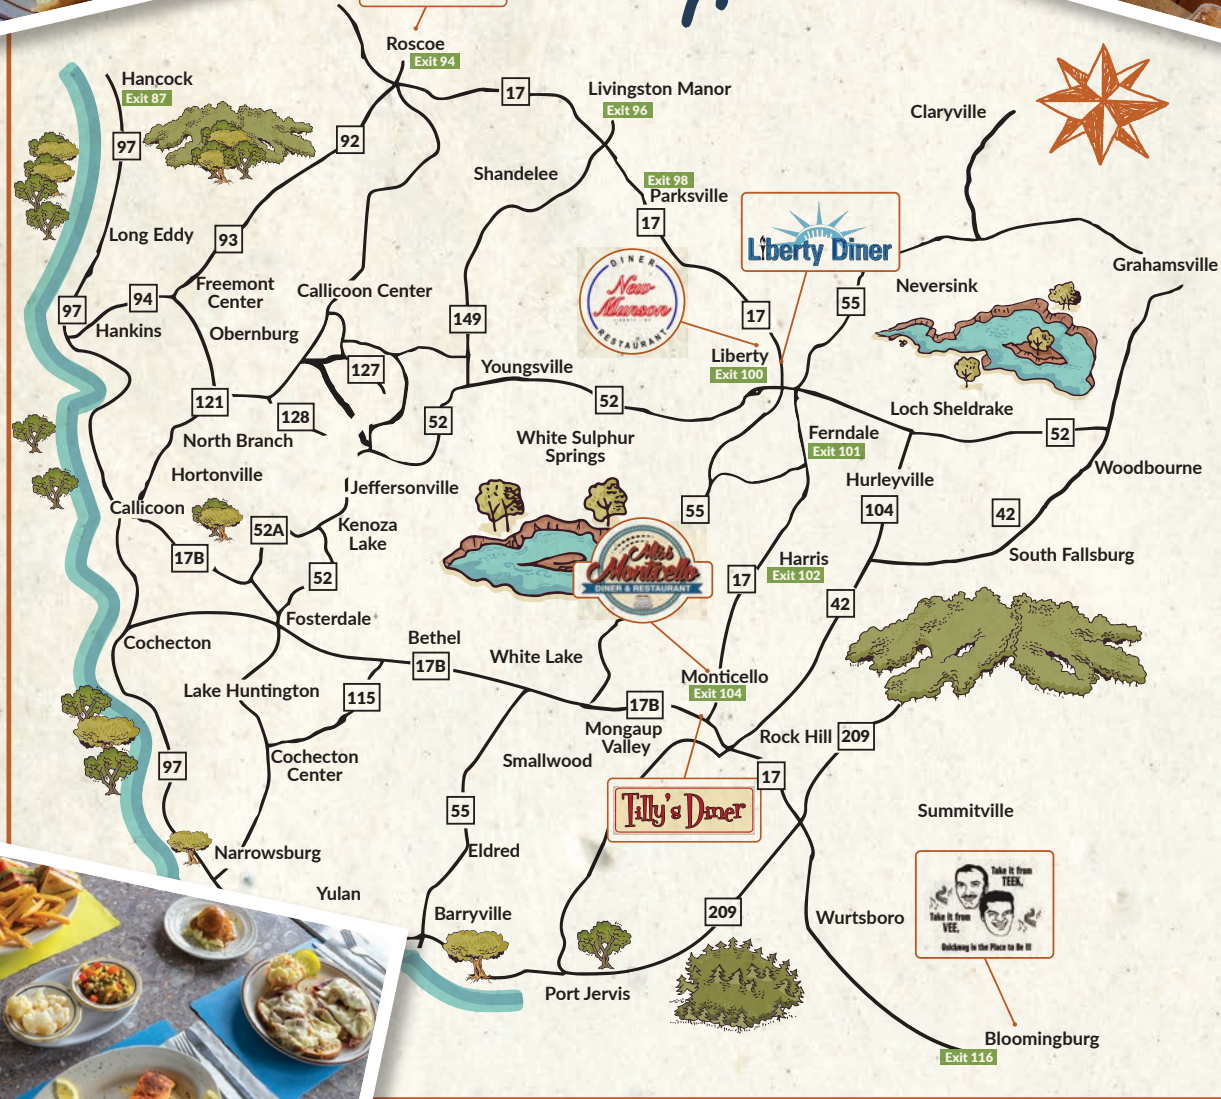 Roscoe
Exit 94
Hancock
Exit 87
17
Livingston Manor
Exit 96
Claryville
97
92
Shandelee
Exit 98
Parksville
17
Long Eddy
93
Liberty Diner
Grahamsville
DINER
New
Munson
RESTAURANT
Freemont
Center
Callicoon Center
Neversink
94
97
Hankins
Obernburg
149
17
55
Liberty
Exit 100
Youngsville
127
121
128
52
52
Loch Sheldrake
52
North Branch
White Sulphur
Springs
Ferndale
Exit 101
Hortonville
Jeffersonville
Hurleyville
Woodbourne
Callicoon
52A
Kenoza
Lake
55
104
42
17B
52
Miss
Monticello
DINER & RESTAURANT
Harris
Exit 102
17
South Fallsburg
42
Fosterdale
Cochecton
Bethel
17B
White Lake
Monticello
Exit 104
Lake Huntington
115
17B
Mongaup
Valley
Rock Hill
209
Cochecton
Center
97
Smallwood
17
Tilly's Diner
55
Summitville
Narrowsburg
Eldred
Take it from
TEEK,
Take it from
VEE,
Quickway is the Place to Be !!!
Yulan
Barryville
209
Wurtsboro
Port Jervis
Bloomingburg
Exit 116